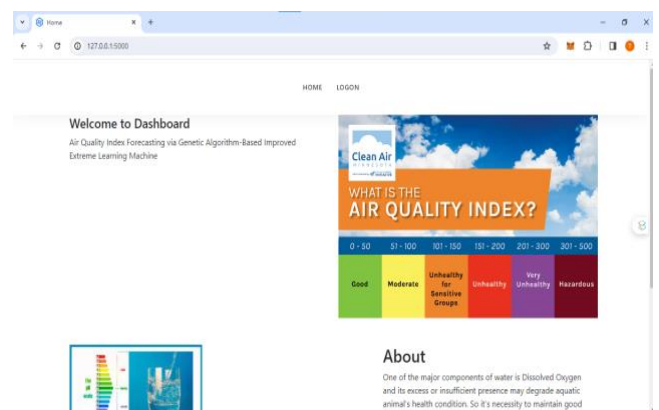 Home
127.0.0.1:5000
HOME LOGON
Welcome to Dashboard
Air Quality Index Forecasting via Genetic Algorithm-Based Improved
Extreme Learning Machine
Clean Air
MINNESOTA
WHAT IS THE
AIR QUALITY INDEX?
0 - 50 51 - 100 101 - 150 151 - 200 201 - 300 301 - 500
Good Moderate Unhealthy for Sensitive Groups Unhealthy Very Unhealthy Hazardous
About
One of the major components of water is Dissolved Oxygen
and its excess or insufficient presence may degrade aquatic
animal's health condition. So it's necessity to maintain good